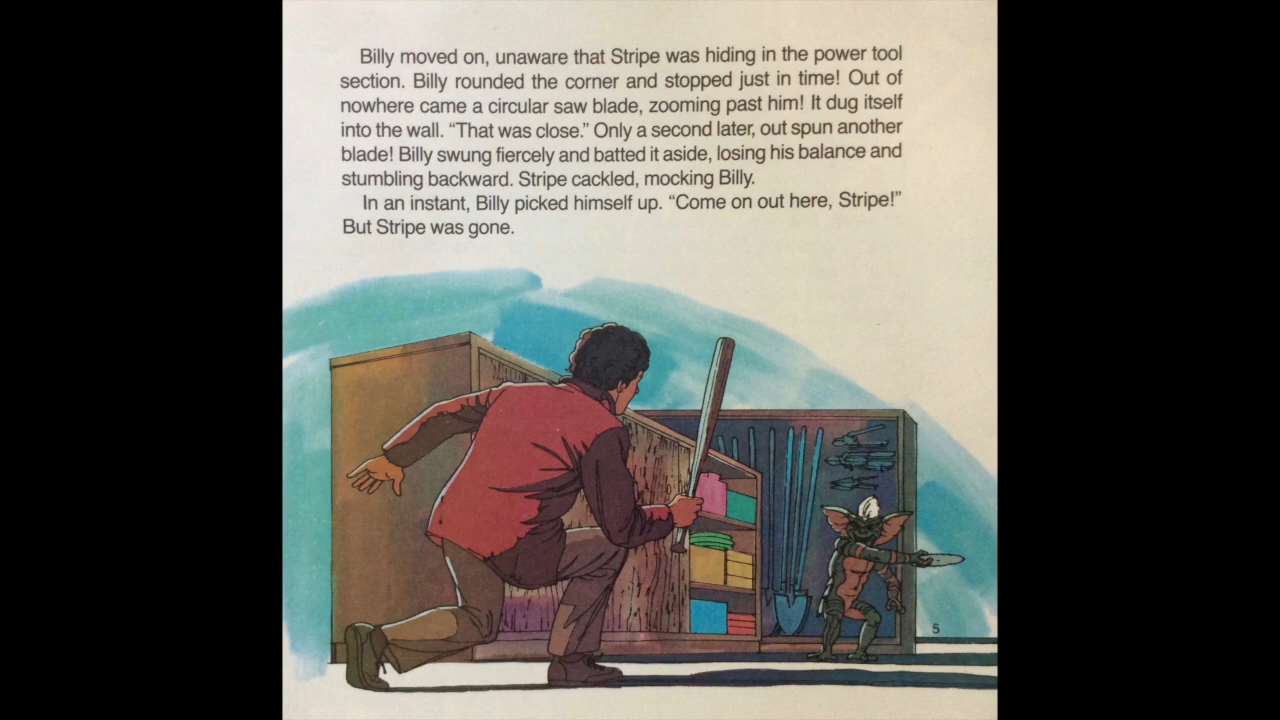 Billy moved on, unaware that Stripe was hiding in the power tool
section. Billy rounded the corner and stopped just in time! Out of
nowhere came a circular saw blade, zooming past him! It dug itself
into the wall. “That was close.” Only a second later, out spun another
blade! Billy swung fiercely and batted it aside, losing his balance and
stumbling backward. Stripe cackled, mocking Billy.
In an instant, Billy picked himself up. “Come on out here, Stripe!”
But Stripe was gone.
5